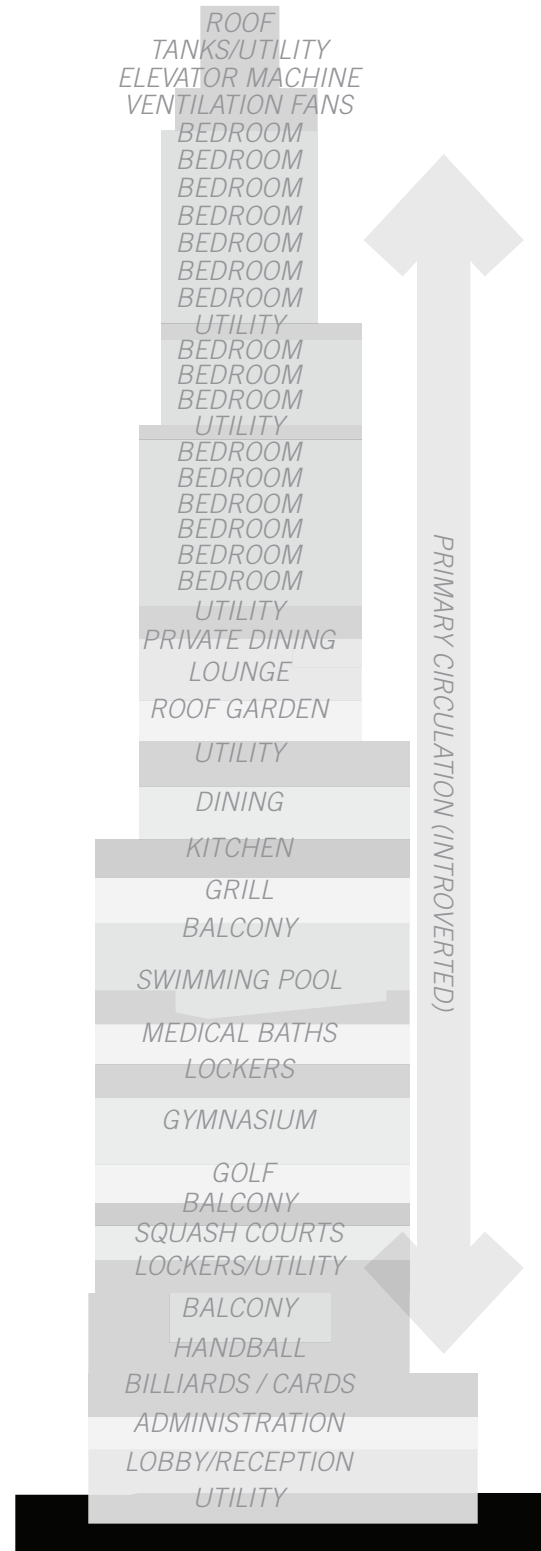 ROOF
TANKS/UTILITY
ELEVATOR MACHINE
VENTILATION FANS
BEDROOM
BEDROOM
BEDROOM
BEDROOM
BEDROOM
BEDROOM
BEDROOM
UTILITY
BEDROOM
BEDROOM
BEDROOM
UTILITY
BEDROOM
BEDROOM
BEDROOM
BEDROOM
BEDROOM
BEDROOM
UTILITY
PRIVATE DINING
LOUNGE
ROOF GARDEN
UTILITY
DINING
KITCHEN
GRILL
BALCONY
SWIMMING POOL
MEDICAL BATHS
LOCKERS
GYMNASIUM
GOLF
BALCONY
SQUASH COURTS
LOCKERS/UTILITY
BALCONY
HANDBALL
BILLIARDS / CARDS
ADMINISTRATION
LOBBY/RECEPTION
UTILITY
PRIMARY CIRCULATION (INTROVERTED)